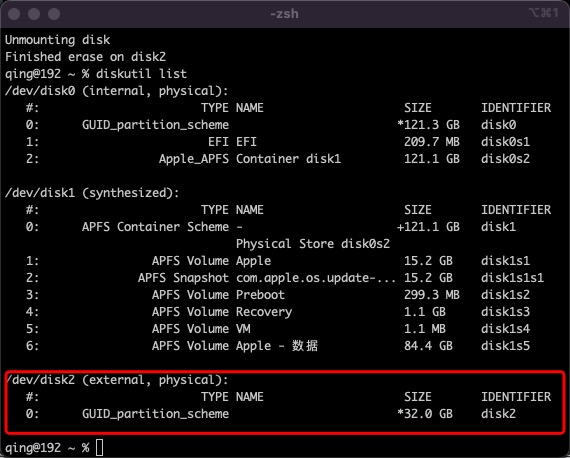 -zsh
⌥⌘1
Unmounting disk
Finished erase on disk2
qing@192 ~ % diskutil list
/dev/disk0 (internal, physical):
   #:                       TYPE NAME                    SIZE       IDENTIFIER
   0:      GUID_partition_scheme                        *121.3 GB   disk0
   1:                        EFI EFI                     209.7 MB   disk0s1
   2:                 Apple_APFS Container disk1         121.1 GB   disk0s2
/dev/disk1 (synthesized):
   #:                       TYPE NAME                    SIZE       IDENTIFIER
   0:      APFS Container Scheme -                      +121.1 GB   disk1
                                 Physical Store disk0s2
   1:                APFS Volume Apple                   15.2 GB    disk1s1
   2:              APFS Snapshot com.apple.os.update-... 15.2 GB    disk1s1s1
   3:                APFS Volume Preboot                 299.3 MB   disk1s2
   4:                APFS Volume Recovery                1.1 GB     disk1s3
   5:                APFS Volume VM                      1.1 MB     disk1s4
   6:                APFS Volume Apple - 数据            84.4 GB    disk1s5
/dev/disk2 (external, physical):
   #:                       TYPE NAME                    SIZE       IDENTIFIER
   0:      GUID_partition_scheme                        *32.0 GB    disk2
qing@192 ~ %